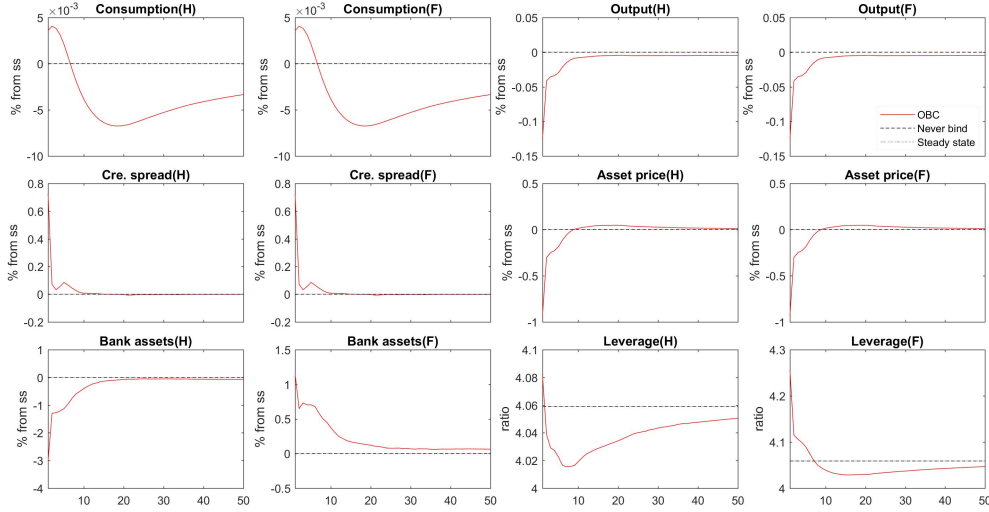 Consumption(H)
Consumption(F)
Output(H)
Output(F)
×10⁻³
×10⁻³
% from ss
5
0
-5
-10
% from ss
5
0
-5
-10
% from ss
0
-0.05
-0.1
-0.15
% from ss
0
-0.05
-0.1
-0.15
OBC
Never bind
Steady state
Cre. spread(H)
Cre. spread(F)
Asset price(H)
Asset price(F)
% from ss
0.8
0.6
0.4
0.2
0
-0.2
% from ss
0.8
0.6
0.4
0.2
0
-0.2
% from ss
0.5
0
-0.5
-1
% from ss
0.5
0
-0.5
-1
Bank assets(H)
Bank assets(F)
Leverage(H)
Leverage(F)
% from ss
1
0
-1
-2
-3
-4
10 20 30 40 50
% from ss
1.5
1
0.5
0
-0.5
10 20 30 40 50
ratio
4.08
4.06
4.04
4.02
4
10 20 30 40 50
ratio
4.3
4.2
4.1
4
10 20 30 40 50